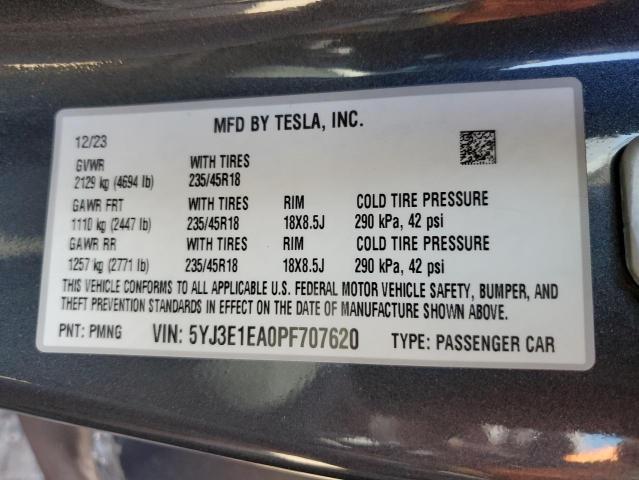 MFD BY TESLA, INC.
12/23
GVWR WITH TIRES
2129 kg (4694 lb) 235/45R18
GAWR FRT WITH TIRES RIM COLD TIRE PRESSURE
1110 kg (2447 lb) 235/45R18 18X8.5J 290 kPa, 42 psi
GAWR RR WITH TIRES RIM COLD TIRE PRESSURE
1257 kg (2771 lb) 235/45R18 18X8.5J 290 kPa, 42 psi
THIS VEHICLE CONFORMS TO ALL APPLICABLE U.S. FEDERAL MOTOR VEHICLE SAFETY, BUMPER, AND
THEFT PREVENTION STANDARDS IN EFFECT ON THE DATE OF MANUFACTURE SHOWN ABOVE.
PNT: PMNG VIN: 5YJ3E1EA0PF707620 TYPE: PASSENGER CAR